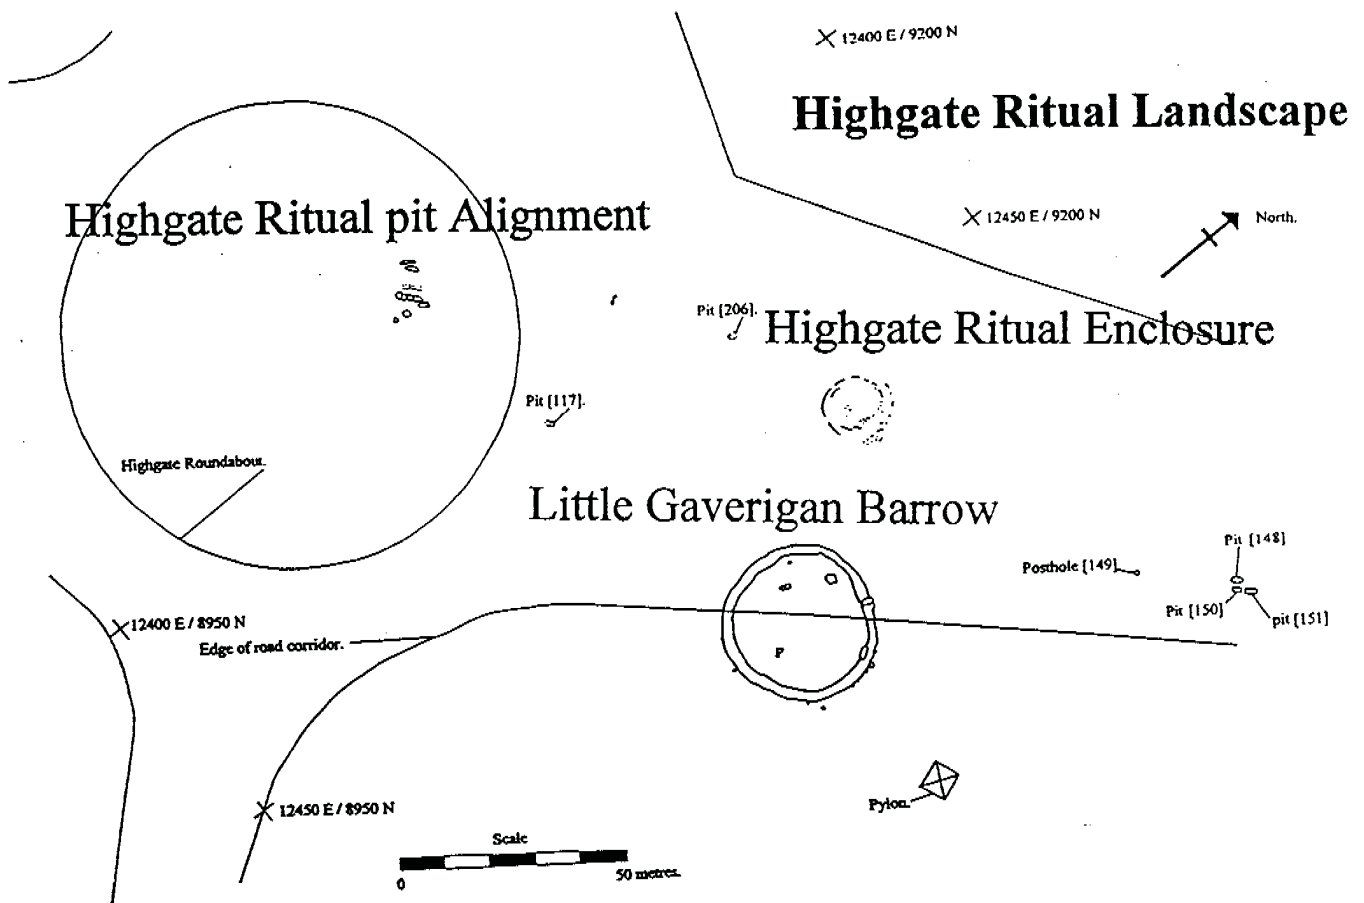 12400 E / 9200 N
Highgate Ritual Landscape
Highgate Ritual pit Alignment
12450 E / 9200 N
North.
Pit [206].
Highgate Ritual Enclosure
Pit [117].
Highgate Roundabout.
Little Gaverigan Barrow
Pit [148]
Posthole [149]
Pit [150]
pit [151]
12400 E / 8950 N
Edge of road corridor.
P
Pylon.
12450 E / 8950 N
Scale
0
50 metres.